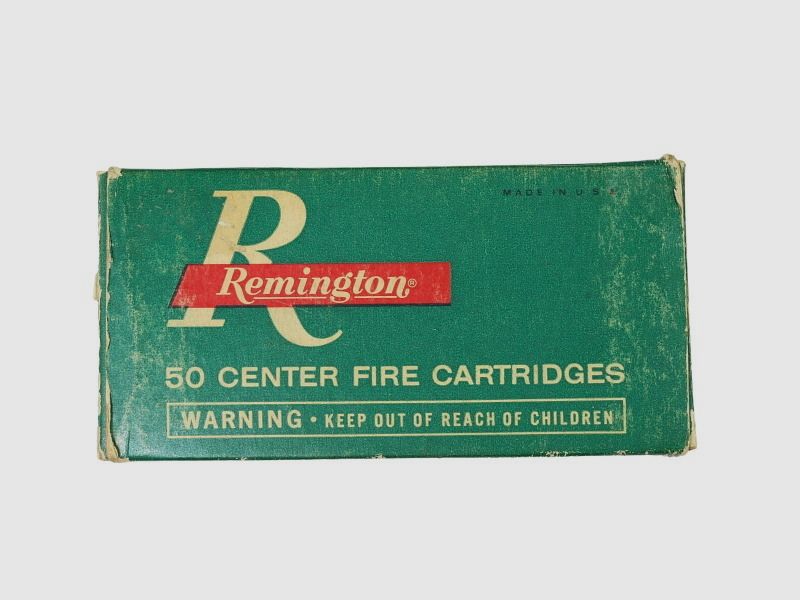 MADE IN U.S.A.
R
Remington®
50 CENTER FIRE CARTRIDGES
WARNING • KEEP OUT OF REACH OF CHILDREN